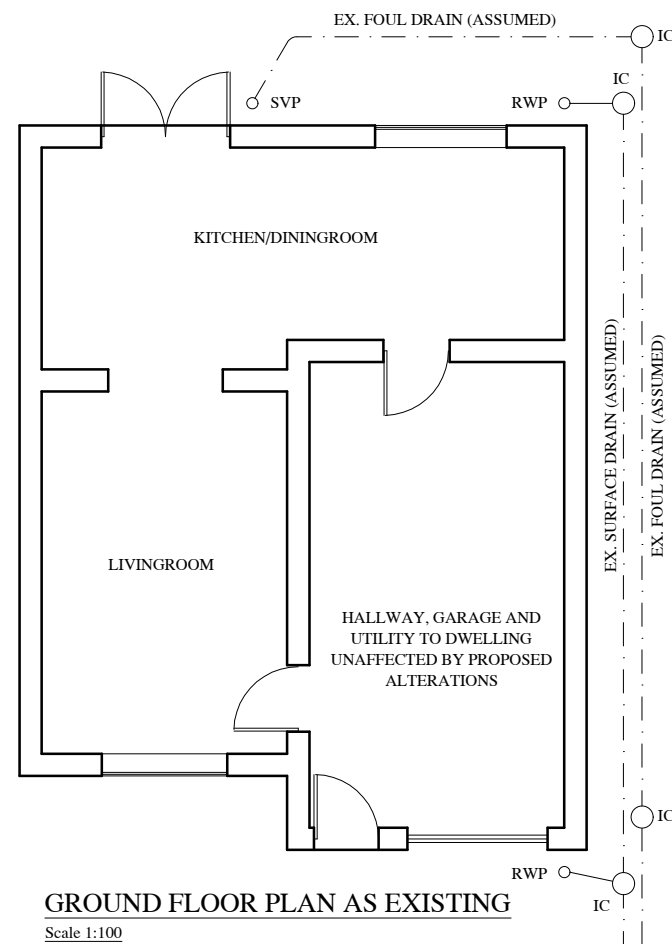 EX. FOUL DRAIN (ASSUMED)
IC
IC
SVP
RWP
KITCHEN/DININGROOM
EX. SURFACE DRAIN (ASSUMED)
EX. FOUL DRAIN (ASSUMED)
LIVINGROOM
HALLWAY, GARAGE AND
UTILITY TO DWELLING
UNAFFECTED BY PROPOSED
ALTERATIONS
IC
RWP
IC
GROUND FLOOR PLAN AS EXISTING
Scale 1:100